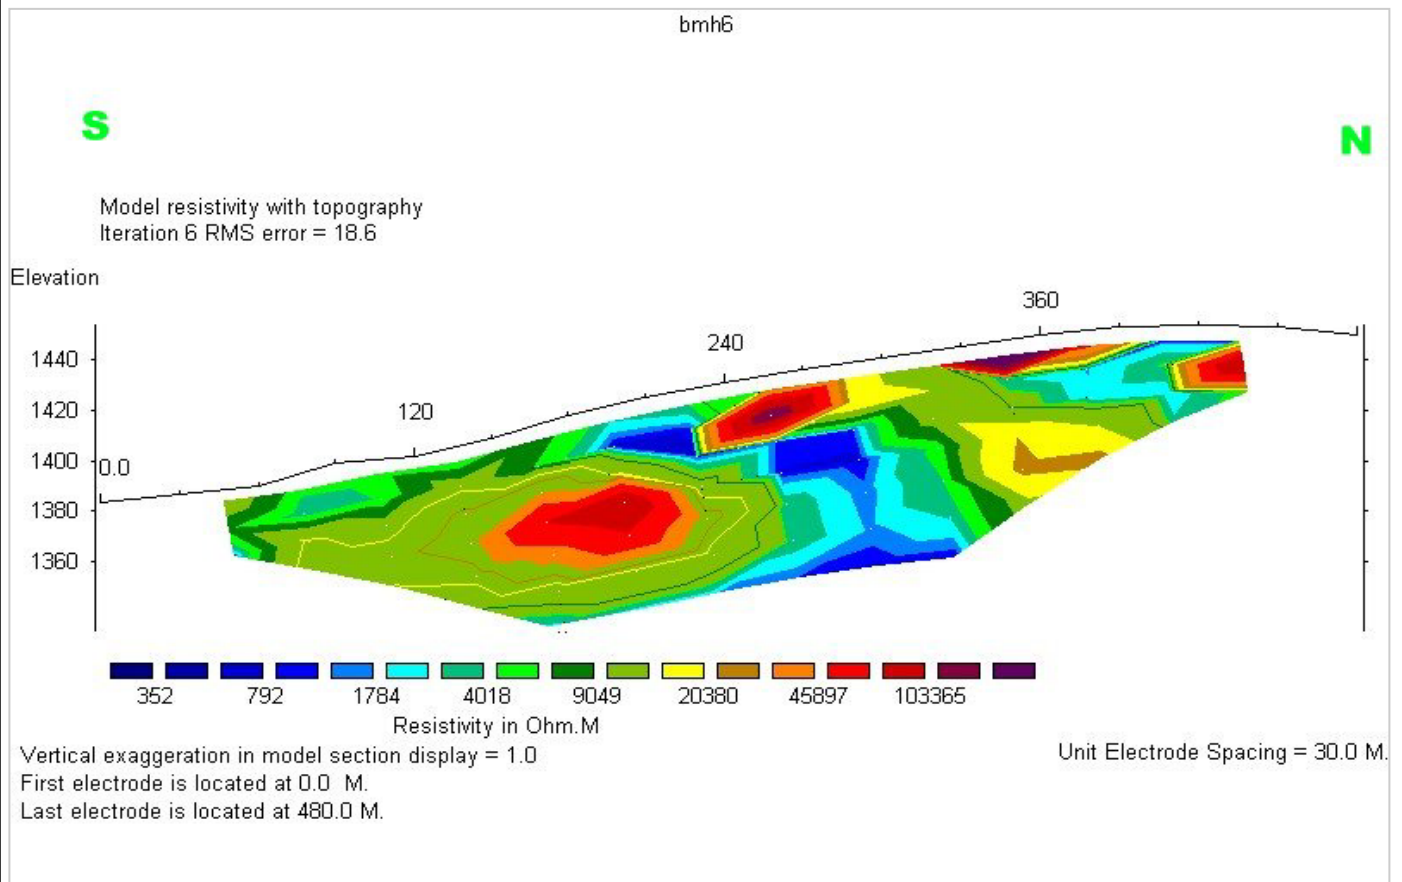 bmh6
S
N
Model resistivity with topography
Iteration 6 RMS error = 18.6
Elevation
360
240
120
0.0
1440
1420
1400
1380
1360
352 792 1784 4018 9049 20380 45897 103365
Resistivity in Ohm.M
Vertical exaggeration in model section display = 1.0
Unit Electrode Spacing = 30.0 M.
First electrode is located at 0.0 M.
Last electrode is located at 480.0 M.